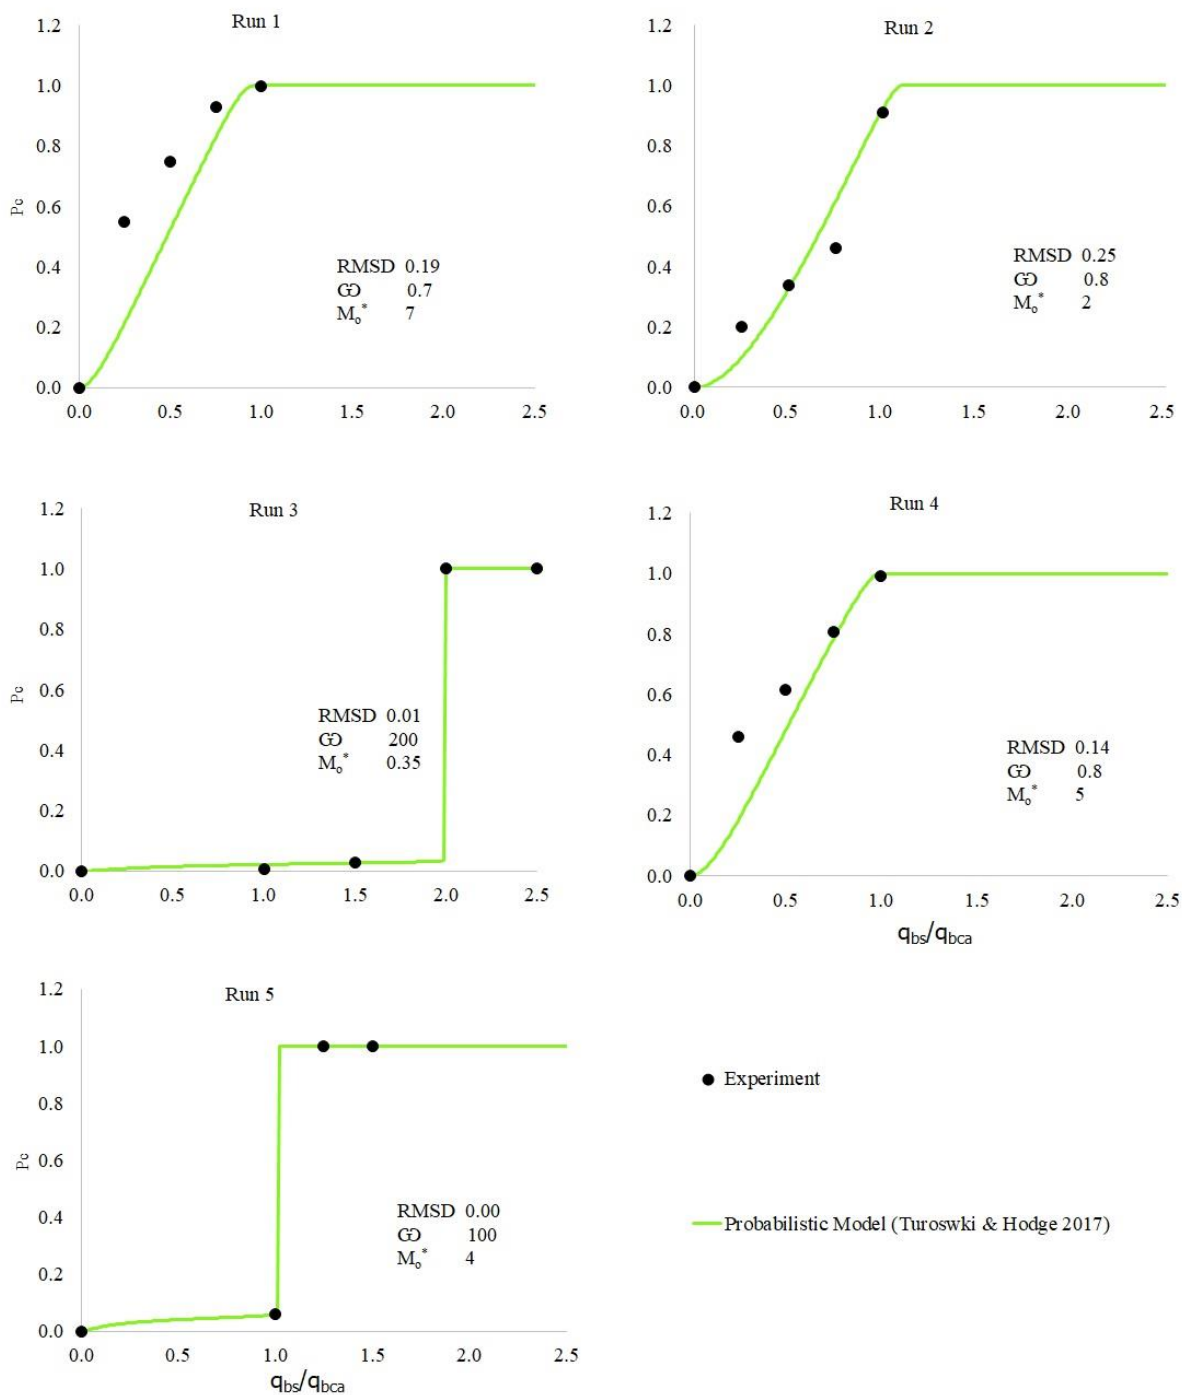 Run 1
1.2
1.0
0.8
0.6
0.4
0.2
0.0
Pc
RMSD 0.19
ѡ 0.7
Mo* 7
0.0 0.5 1.0 1.5 2.0 2.5
Run 2
1.2
1.0
0.8
0.6
0.4
0.2
0.0
RMSD 0.25
ѡ 0.8
Mo* 2
0.0 0.5 1.0 1.5 2.0 2.5
Run 3
1.2
1.0
0.8
0.6
0.4
0.2
0.0
Pc
RMSD 0.01
ѡ 200
Mo* 0.35
0.0 0.5 1.0 1.5 2.0 2.5
Run 4
1.2
1.0
0.8
0.6
0.4
0.2
0.0
RMSD 0.14
ѡ 0.8
Mo* 5
0.0 0.5 1.0 1.5 2.0 2.5
qbs/qbca
Run 5
1.2
1.0
0.8
0.6
0.4
0.2
0.0
Pc
RMSD 0.00
ѡ 100
Mo* 4
0.0 0.5 1.0 1.5 2.0 2.5
qbs/qbca
Experiment
Probabilistic Model (Turoswki & Hodge 2017)